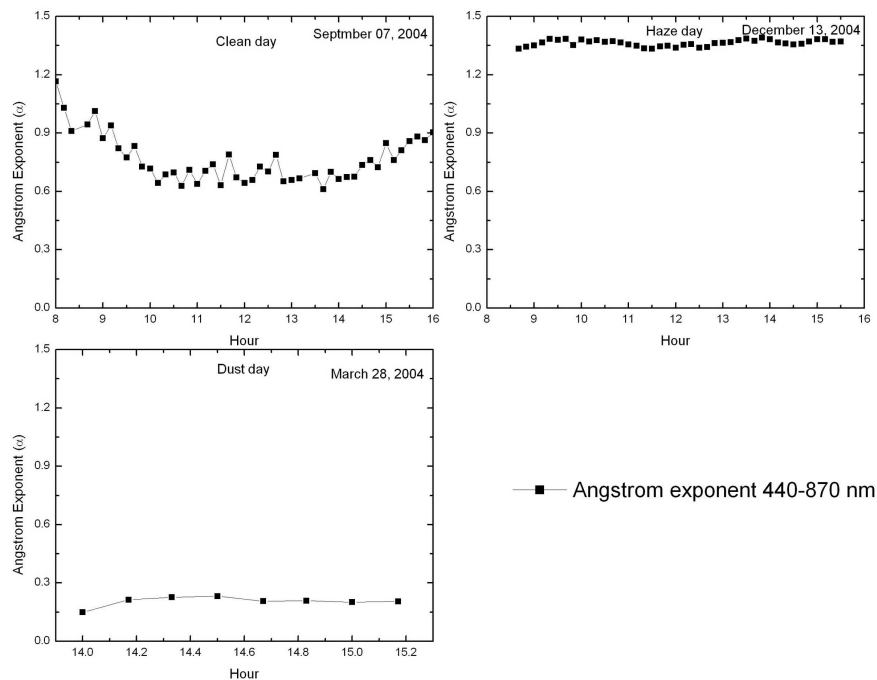 Clean day
Septmber 07, 2004
Angstrom Exponent (α)
1.5
1.2
0.9
0.6
0.3
0.0
8 9 10 11 12 13 14 15 16
Hour
Haze day
December 13, 2004
Angstrom Exponent (α)
1.5
1.2
0.9
0.6
0.3
0.0
8 9 10 11 12 13 14 15 16
Hour
Dust day
March 28, 2004
Angstrom Exponent (α)
1.5
1.2
0.9
0.6
0.3
0.0
14.0 14.2 14.4 14.6 14.8 15.0 15.2
Hour
Angstrom exponent 440-870 nm